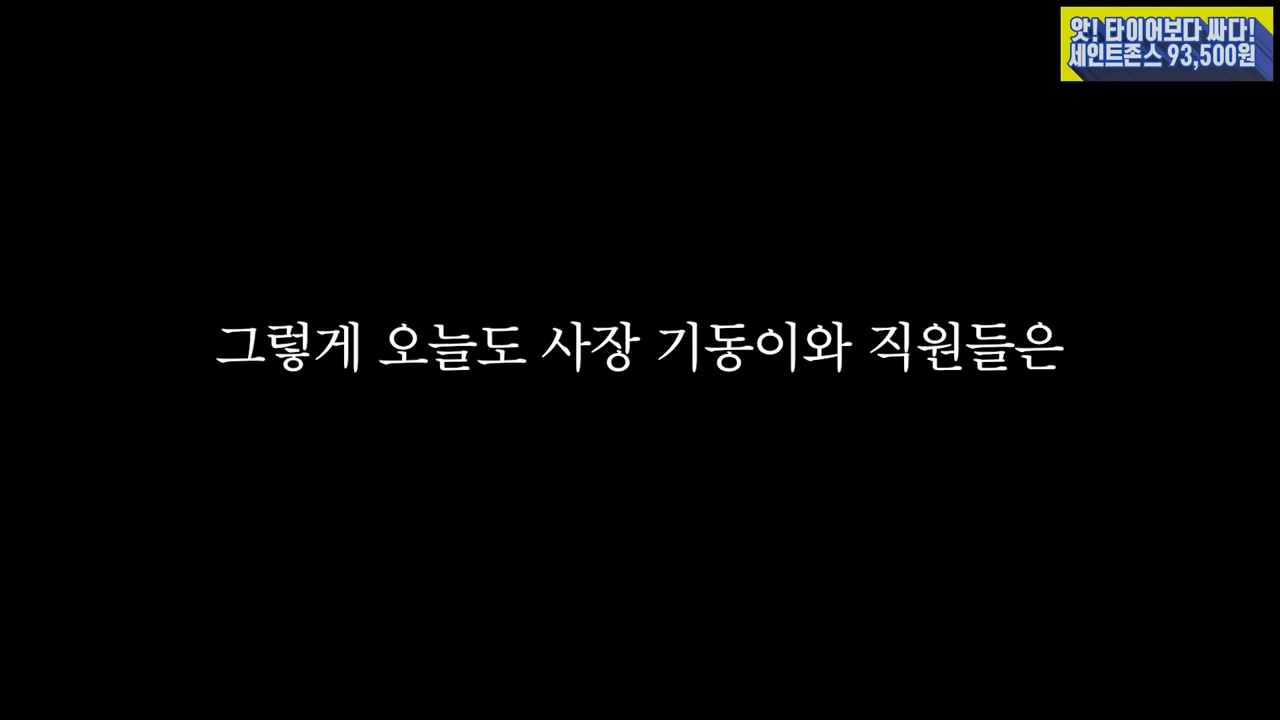 앗! 타이어보다 싸다!
세인트존스 93,500원
그렇게 오늘도 사장 기동이와 직원들은